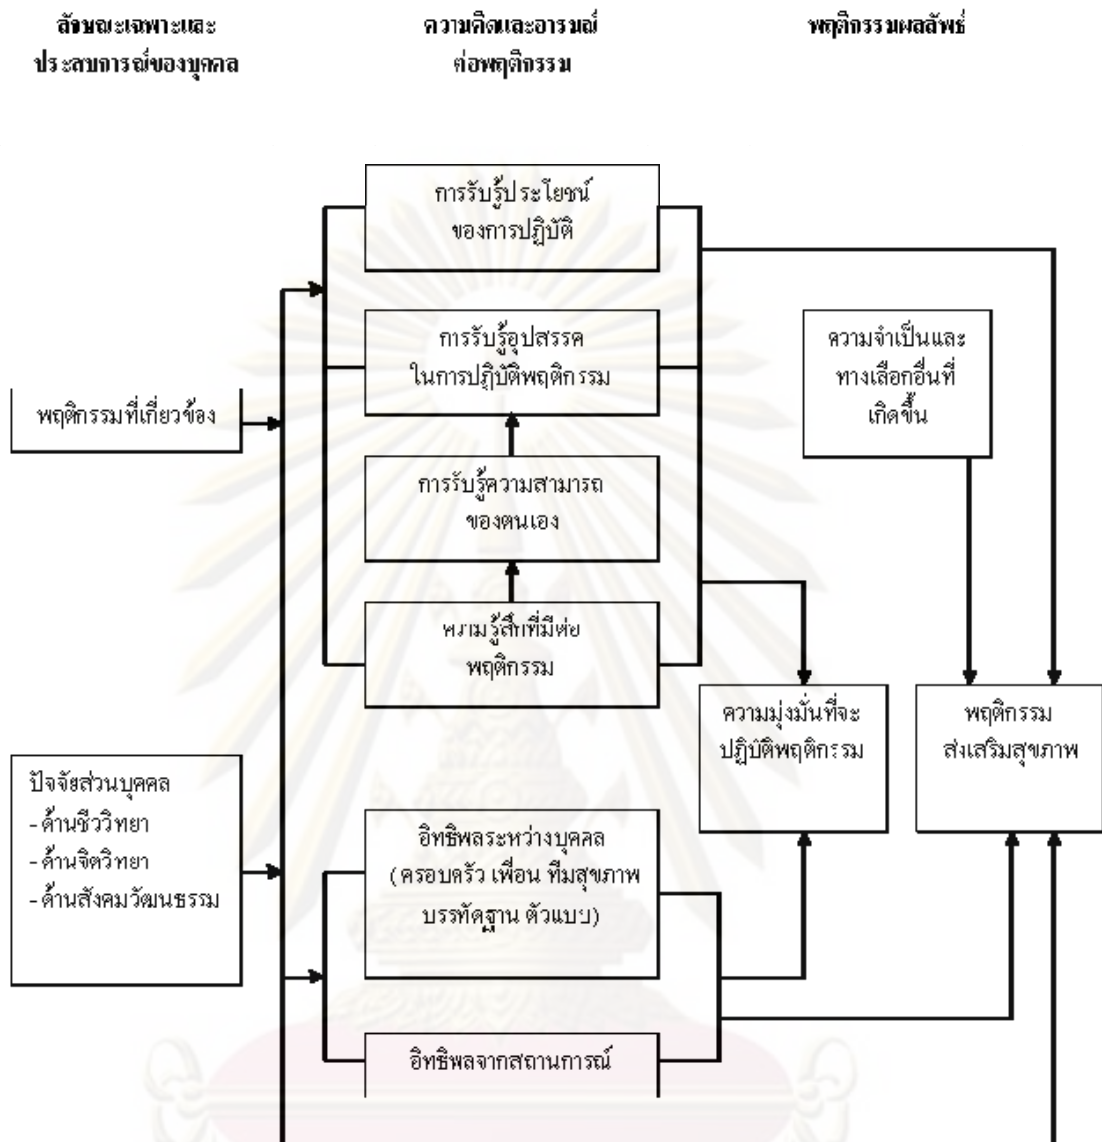 ลักษณะเฉพาะและ
ประสบการณ์ของบุคคล
ความคิดและอารมณ์
ต่อพฤติกรรม
พฤติกรรมผลลัพธ์
การรับรู้ประโยชน์
ของการปฏิบัติ
การรับรู้อุปสรรค
ในการปฏิบัติพฤติกรรม
ความจำเป็นและ
ทางเลือกอื่นที่
เกิดขึ้น
พฤติกรรมที่เกี่ยวข้อง
การรับรู้ความสามารถ
ของตนเอง
ความรู้สึกที่มีต่อ
พฤติกรรม
ความมุ่งมั่นที่จะ
ปฏิบัติพฤติกรรม
พฤติกรรม
ส่งเสริมสุขภาพ
ปัจจัยส่วนบุคคล
-ด้านชีววิทยา
-ด้านจิตวิทยา
-ด้านสังคมวัฒนธรรม
อิทธิพลระหว่างบุคคล
(ครอบครัว เพื่อน ทีมสุขภาพ
บรรทัดฐาน ตัวแบบ)
อิทธิพลจากสถานการณ์